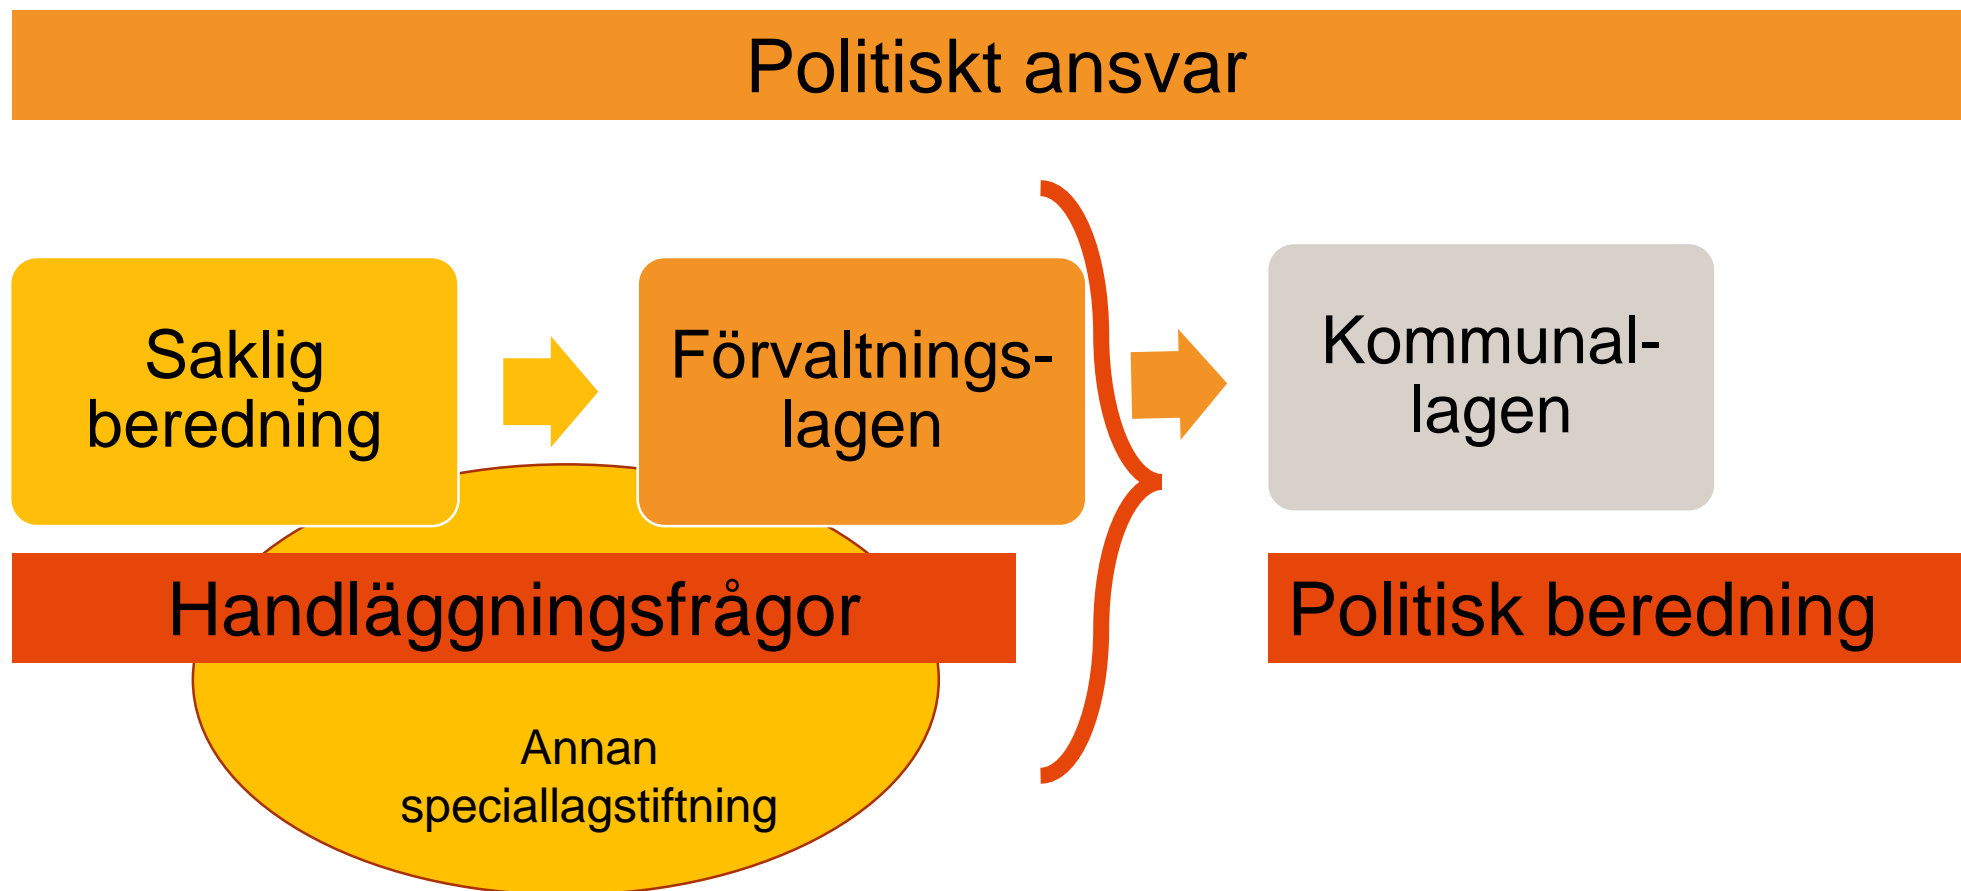 Politiskt ansvar
Saklig
beredning
Förvaltnings-
lagen
Kommunal-
lagen
Handläggningsfrågor
Politisk beredning
Annan
speciallagstiftning